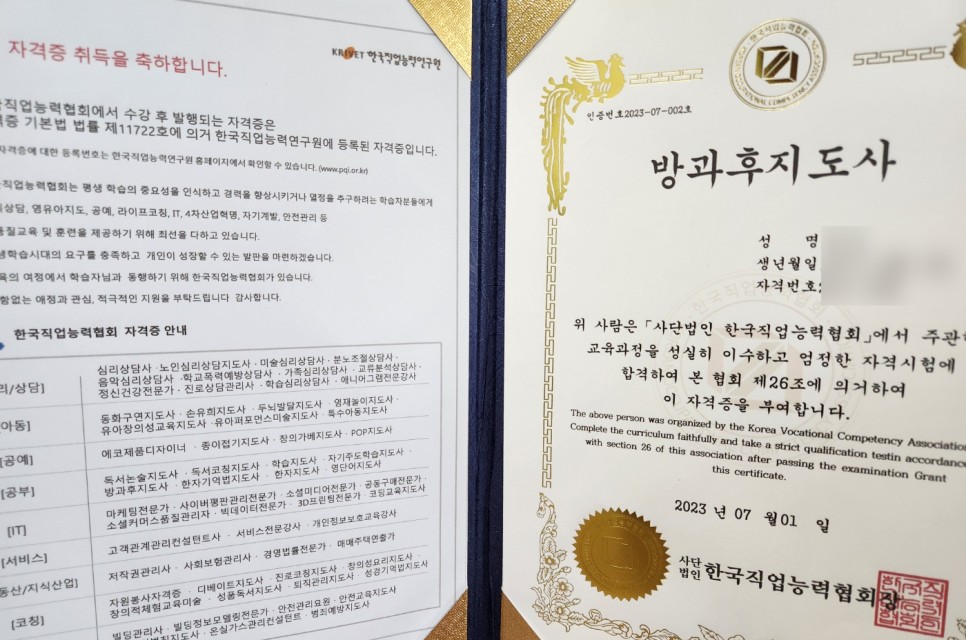 자격증 취득을 축하합니다.
KRIVET 한국직업능력연구원
직업능력협회에서 수강 후 발행되는 자격증은
격증 기본법 법률 제11722호에 의거 한국직업능력연구원에 등록된 자격증입니다.
자격증에 대한 등록번호는 한국직업능력연구원 홈페이지에서 확인할 수 있습니다. (www.pqi.or.kr)
직업능력협회는 평생 학습의 중요성을 인식하고 경력을 향상시키거나 열정을 추구하려는 학습자분들에게
상담, 영유아지도, 공예, 라이프코칭, IT, 4차산업혁명, 자기계발, 안전관리 등
품질교육 및 훈련을 제공하기 위해 최선을 다하고 있습니다.
생학습시대의 요구를 충족하고 개인이 성장할 수 있는 발판을 마련하겠습니다.
육의 여정에서 학습자님과 동행하기 위해 한국직업능력협회가 있습니다.
함없는 애정과 관심, 적극적인 지원을 부탁드립니다 감사합니다.
한국직업능력협회 자격증 안내
리/상담]
심리상담사 · 노인심리상담지도사 · 미술심리상담사 · 분노조절상담사 ·
음악심리상담사 · 학교폭력예방상담사 · 가족심리상담사 · 교류분석상담사 ·
정신건강전문가 · 진로상담관리사 · 학습심리상담사 · 애니어그램전문강사
아동]
동화구연지도사 · 손유희지도사 · 두뇌발달지도사 · 영재놀이지도사 ·
유아창의성교육지도사 · 유아퍼포먼스미술지도사 · 특수아동지도사
[공예]
에코제품디자이너 · 종이접기지도사 · 창의가베지도사 · POP지도사
[공부]
독서논술지도사 · 독서코칭지도사 · 학습지도사 · 자기주도학습지도사 ·
방과후지도사 · 한자기억법지도사 · 한자지도사 · 영단어지도사
[IT]
마케팅전문가 · 사이버평판관리전문가 · 소셜미디어전문가 · 공동구매전문가 ·
소셜커머스품질관리자 · 빅데이터전문가 · 3D프린팅전문가 · 코딩교육지도사
[서비스]
고객관계관리컨설턴트사 · 서비스전문강사 · 개인정보보호교육강사
동산/지식산업]
저작권관리사 · 사회보험관리사 · 경영법률전문가 · 매매주택연출가
[코칭]
자원봉사자격증 · 디베이트지도사 · 진로코칭지도사 · 창의성요리지도사 ·
창의적체험교육미술 · 성품독서지도사 · 퇴직관리지도사 · 성경기억법지도사
빌딩관리사 · 빌딩정보모델링전문가 · 안전관리요원 · 안전교육지도사
지도사 · 온실가스관리컨설턴트 · 범죄예방지도사
인증번호2023-07-002호
방과후지도사
성 명
생년월일
자격번호
위 사람은 「사단법인 한국직업능력협회」에서 주관
교육과정을 성실히 이수하고 엄정한 자격시험에
합격하여 본 협회 제26조에 의거하여
이 자격증을 부여합니다.
The above person was organized by the Korea Vocational Competency Association
Complete the curriculum faithfully and take a strict qualification testin accordance
with section 26 of this association after passing the examination Grant
this certificate.
2023 년 07 월01 일
사단
법인 한국직업능력협회장